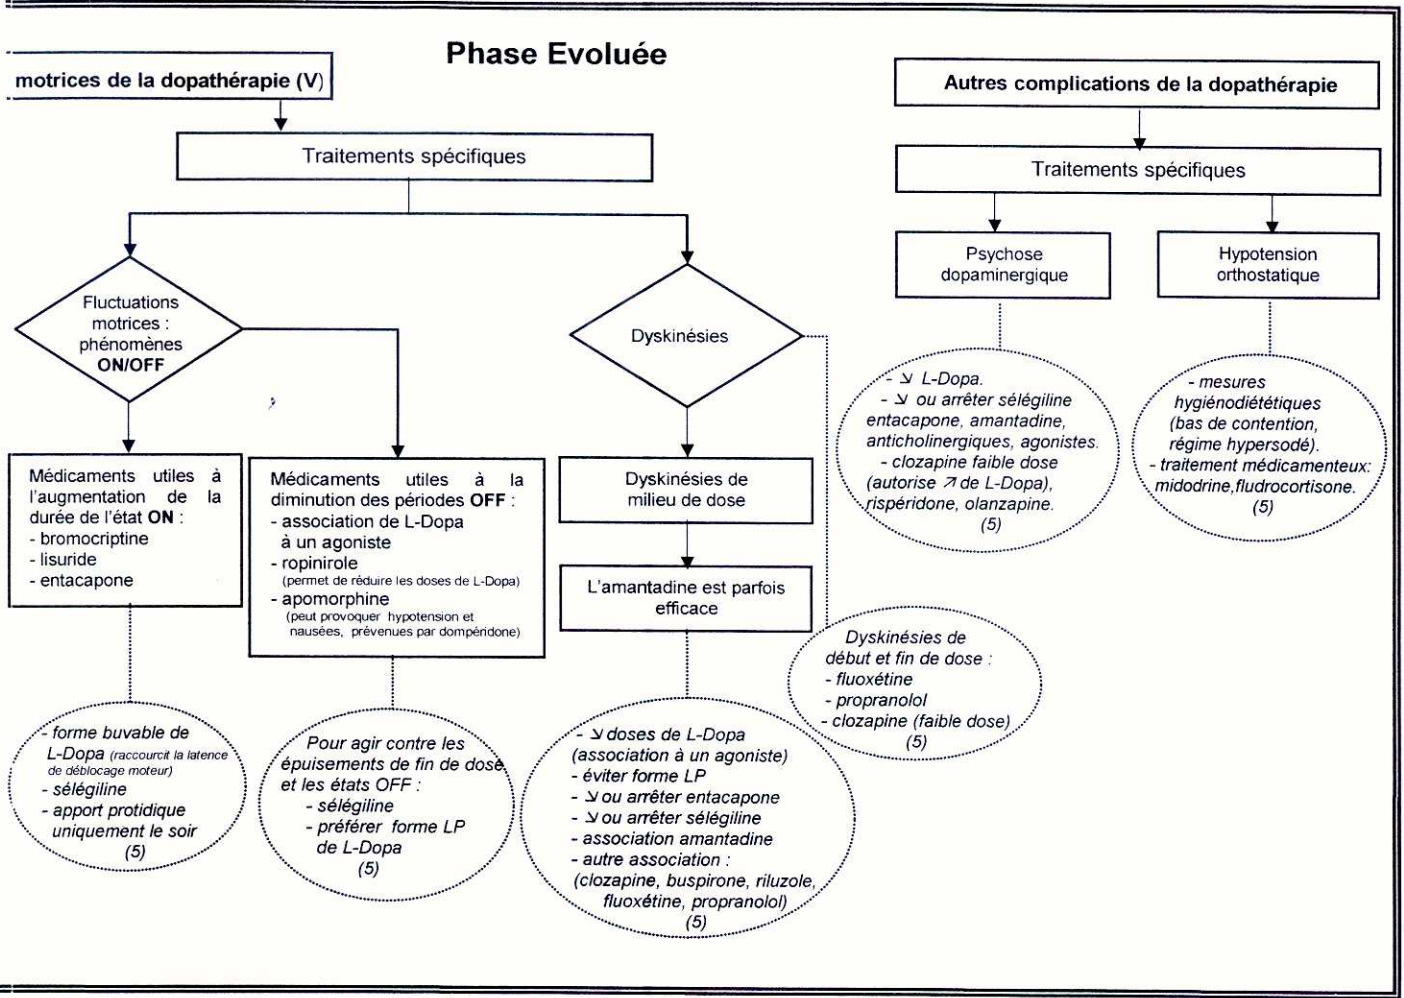 Phase Evoluée
motrices de la dopathérapie (V)
Traitements spécifiques
Fluctuations
motrices :
phénomènes
ON/OFF
Médicaments utiles à
l'augmentation de la
durée de l'état ON :
- bromocriptine
- lisuride
- entacapone
- forme buvable de
L-Dopa (raccourcit la latence
de déblocage moteur)
- sélégiline
- apport protidique
uniquement le soir
(5)
Médicaments utiles à la
diminution des périodes OFF :
- association de L-Dopa
à un agoniste
- ropinirole
(permet de réduire les doses de L-Dopa)
- apomorphine
(peut provoquer hypotension et
nausées, prévenues par dompéridone)
Pour agir contre les
épuisements de fin de dose
et les états OFF :
- sélégiline
- préférer forme LP
de L-Dopa
(5)
Dyskinésies
Dyskinésies de
milieu de dose
L'amantadine est parfois
efficace
- ↘ doses de L-Dopa
(association à un agoniste)
- éviter forme LP
- ↘ ou arrêter entacapone
- ↘ ou arrêter sélégiline
- association amantadine
- autre association :
(clozapine, buspirone, riluzole,
fluoxétine, propranolol)
(5)
Dyskinésies de
début et fin de dose :
- fluoxétine
- propranolol
- clozapine (faible dose)
(5)
Autres complications de la dopathérapie
Traitements spécifiques
Psychose
dopaminergique
- ↘ L-Dopa.
- ↘ ou arrêter sélégiline
entacapone, amantadine,
anticholinergiques, agonistes.
- clozapine faible dose
(autorise ↗ de L-Dopa),
rispéridone, olanzapine.
(5)
Hypotension
orthostatique
- mesures
hygiénodiététiques
(bas de contention,
régime hypersodé).
- traitement médicamenteux:
midodrine,fludrocortisone.
(5)